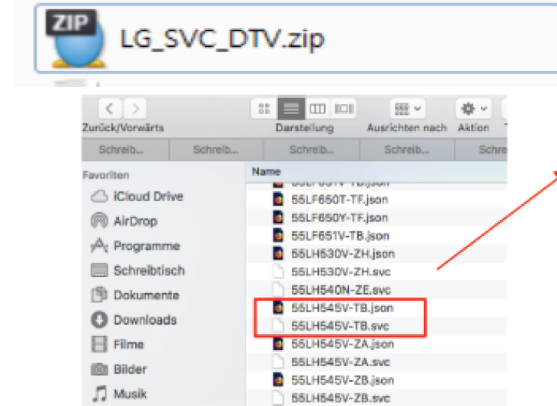 ZIP
LG_SVC_DTV.zip
Zurück/Vorwärts
Darstellung
Ausrichten nach
Aktion
Schreib...
Schreib...
Schreib...
Schreib...
Schre
Favoriten
Name
iCloud Drive
AirDrop
Programme
Schreibtisch
Dokumente
Downloads
Filme
Bilder
Musik
55LF650T-TF.json
55LF650Y-TF.json
55LF651V-TB.json
55LH530V-ZH.json
55LH530V-ZH.svc
55LH540N-ZE.svc
55LH545V-TB.json
55LH545V-TB.svc
55LH545V-ZA.json
55LH545V-ZA.svc
55LH545V-ZB.json
55LH545V-ZB.svc